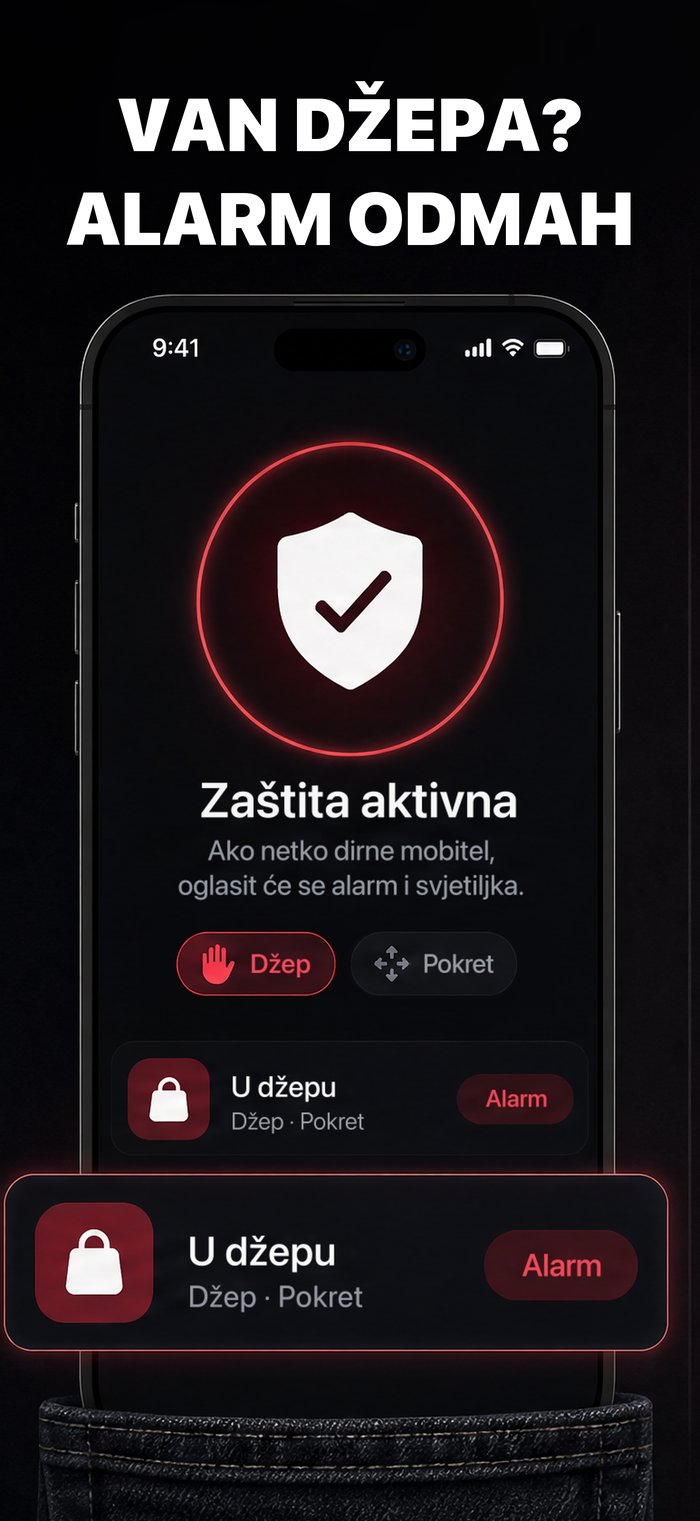 VAN DŽEPA?
ALARM ODMAH
9:41
Zaštita aktivna
Ako netko dirne mobitel,
oglasit će se alarm i svjetiljka.
Džep
Pokret
U džepu
Džep · Pokret
Alarm
U džepu
Džep · Pokret
Alarm